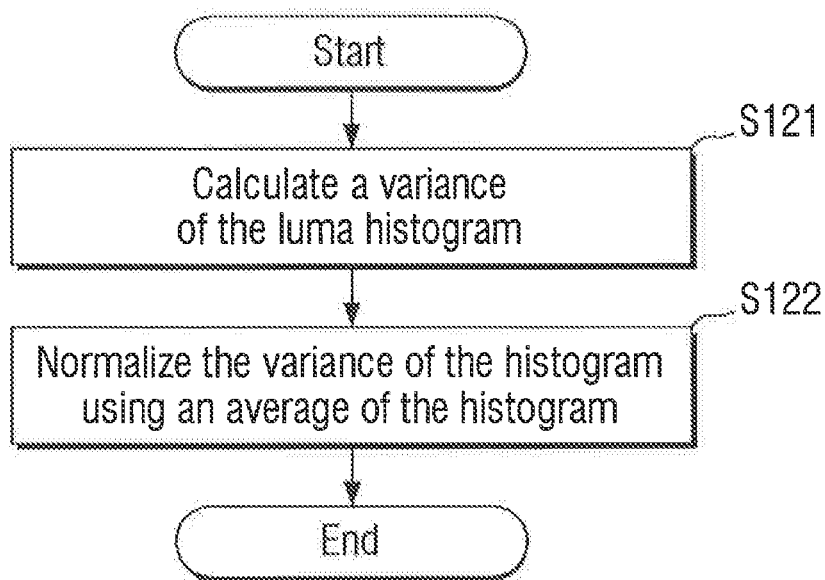 Start
S121
Calculate a variance
of the luma histogram
S122
Normalize the variance of the histogram
using an average of the histogram
End